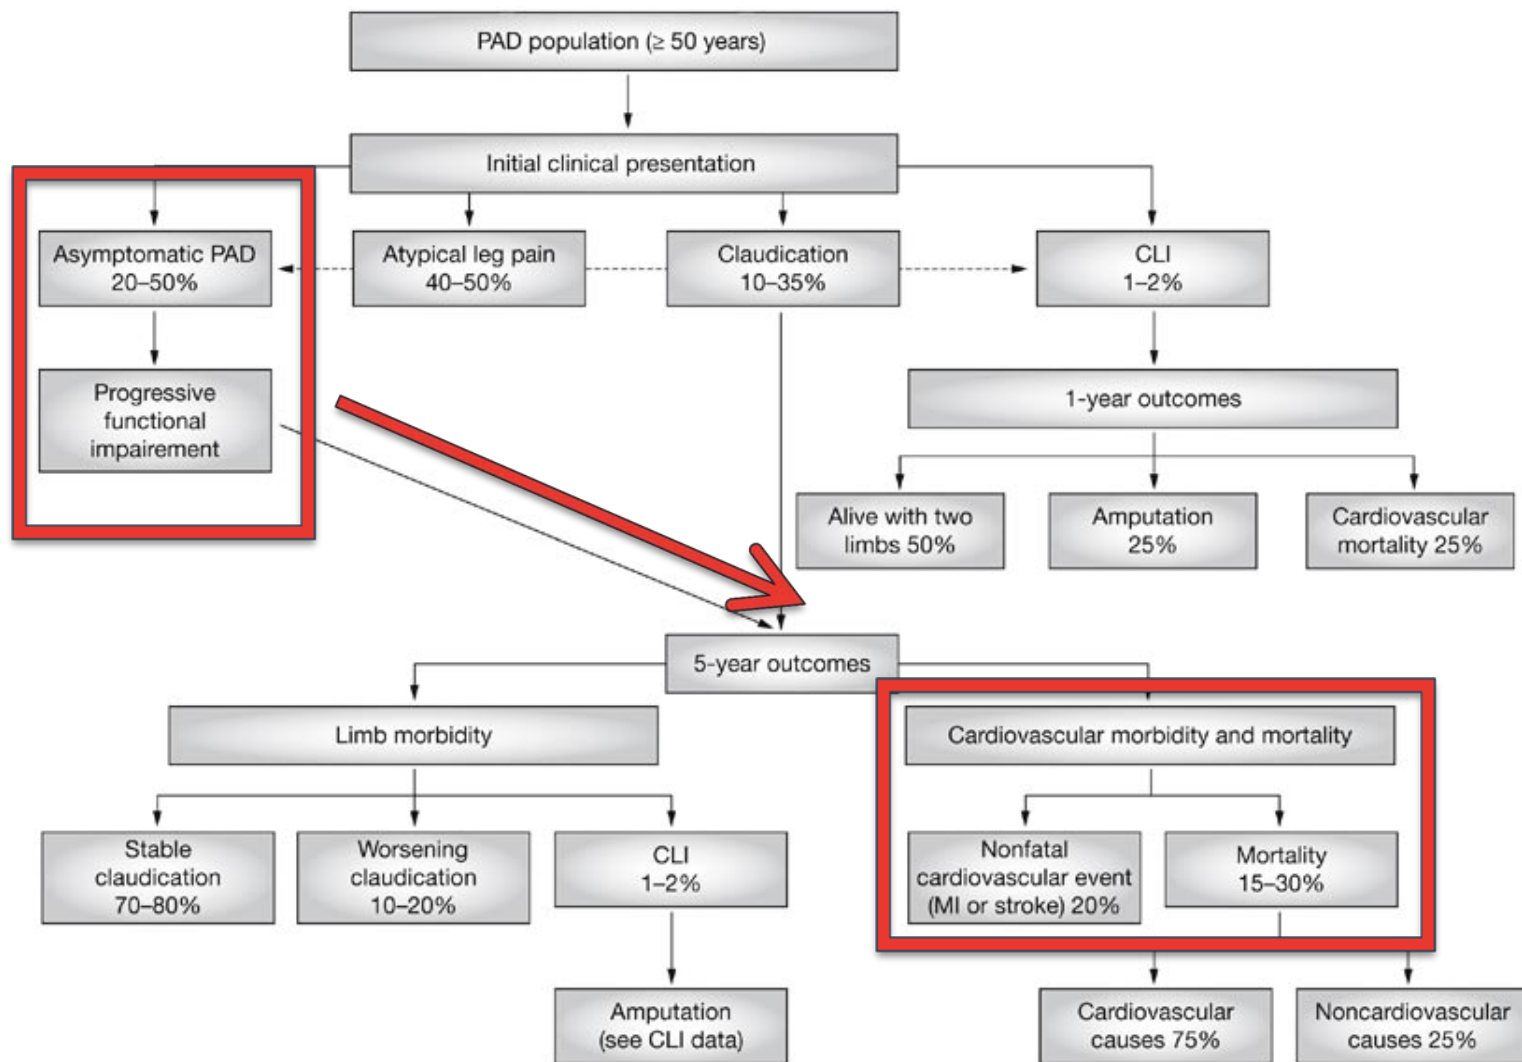 PAD population (≥ 50 years)
Initial clinical presentation
Asymptomatic PAD
20–50%
Atypical leg pain
40–50%
Claudication
10–35%
CLI
1–2%
Progressive
functional
impairement
1-year outcomes
Alive with two
limbs 50%
Amputation
25%
Cardiovascular
mortality 25%
5-year outcomes
Limb morbidity
Cardiovascular morbidity and mortality
Stable
claudication
70–80%
Worsening
claudication
10–20%
CLI
1–2%
Nonfatal
cardiovascular event
(MI or stroke) 20%
Mortality
15–30%
Amputation
(see CLI data)
Cardiovascular
causes 75%
Noncardiovascular
causes 25%